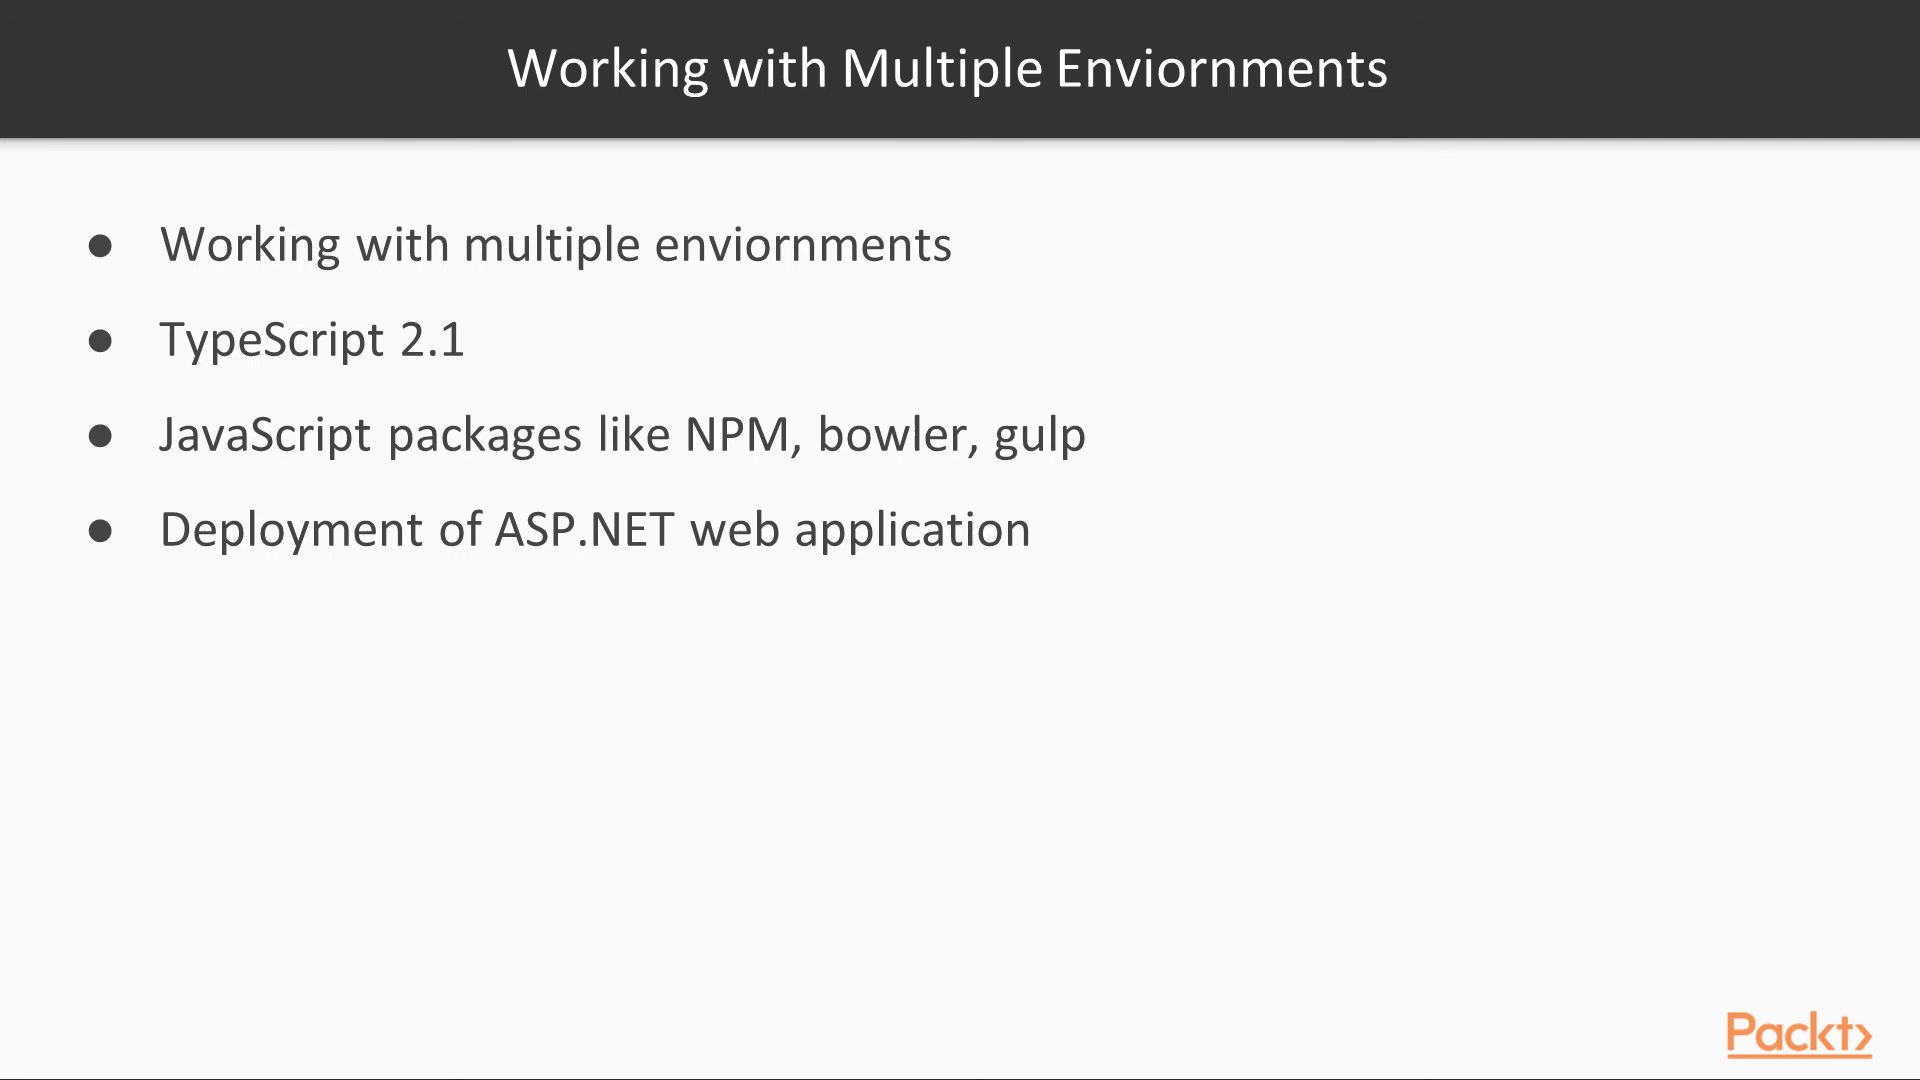 Working with Multiple Enviornments
● Working with multiple enviornments
● TypeScript 2.1
● JavaScript packages like NPM, bowler, gulp
● Deployment of ASP.NET web application
Packt>